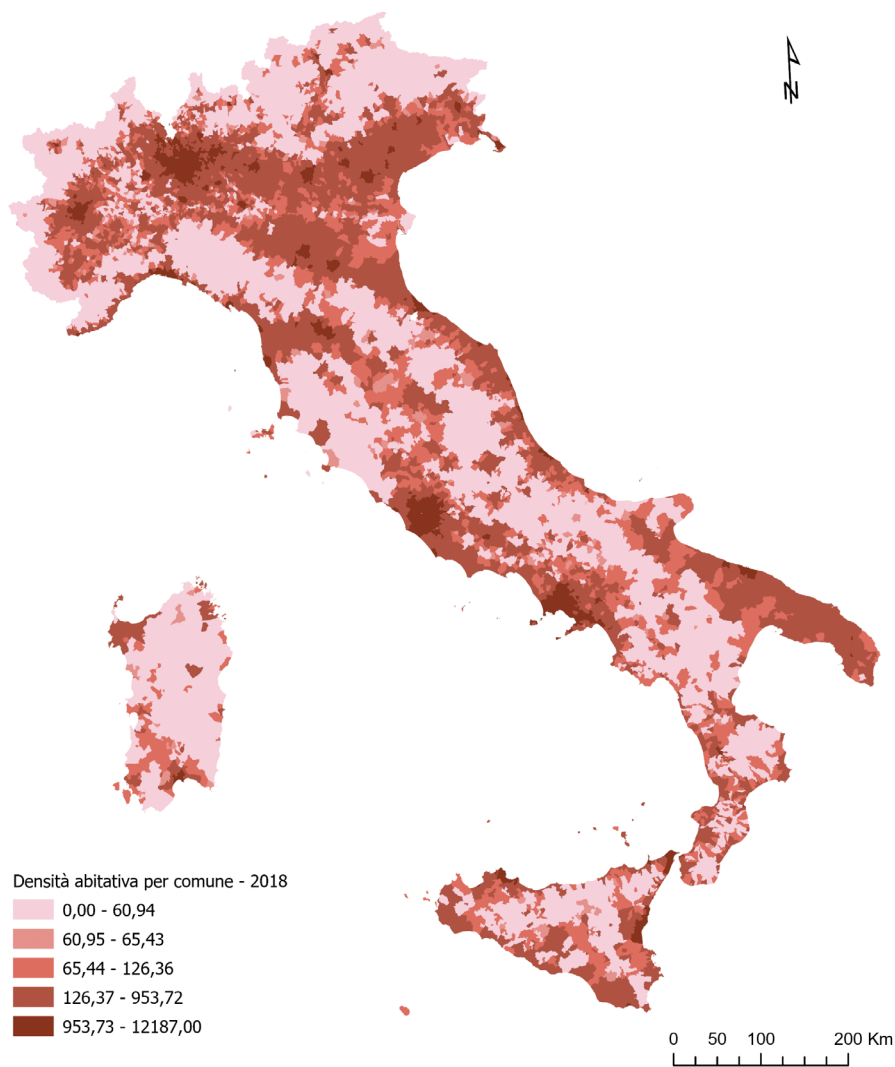 N
Densità abitativa per comune - 2018
0,00 - 60,94
60,95 - 65,43
65,44 - 126,36
126,37 - 953,72
953,73 - 12187,00
0 50 100 200 Km